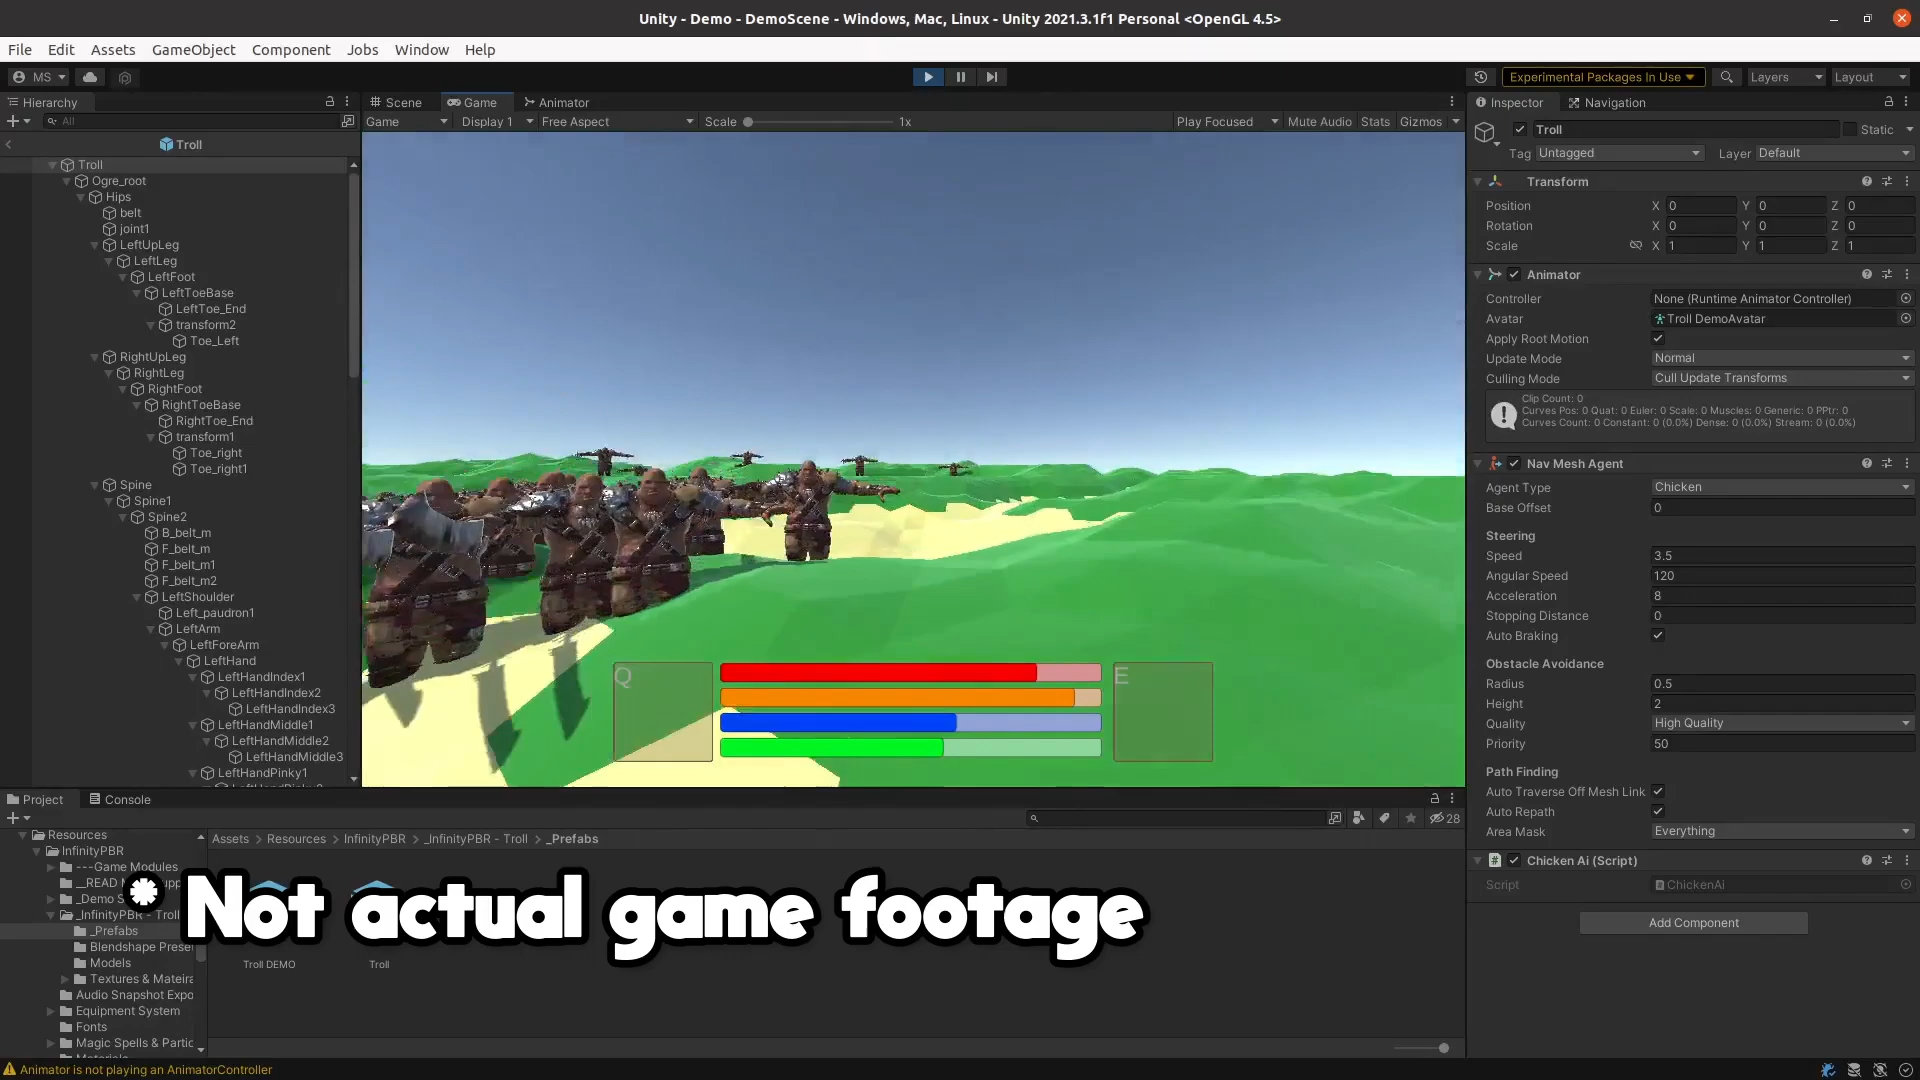 Unity - Demo - DemoScene - Windows, Mac, Linux - Unity 2021.3.1f1 Personal <OpenGL 4.5>
File Edit Assets GameObject Component Jobs Window Help
MS
Experimental Packages In Use
Layers
Layout
Hierarchy
All
Troll
Troll
Ogre_root
Hips
belt
joint1
LeftUpLeg
LeftLeg
LeftFoot
LeftToeBase
LeftToe_End
transform2
Toe_Left
RightUpLeg
RightLeg
RightFoot
RightToeBase
RightToe_End
transform1
Toe_right
Toe_right1
Spine
Spine1
Spine2
B_belt_m
F_belt_m
F_belt_m1
F_belt_m2
LeftShoulder
Left_paudron1
LeftArm
LeftForeArm
LeftHand
LeftHandIndex1
LeftHandIndex2
LeftHandIndex3
LeftHandMiddle1
LeftHandMiddle2
LeftHandMiddle3
LeftHandPinky1
Scene Game Animator
Game Display 1 Free Aspect Scale 1x Play Focused Mute Audio Stats Gizmos
Q
E
Inspector Navigation
Troll Static
Tag Untagged Layer Default
Transform
Position X 0 Y 0 Z 0
Rotation X 0 Y 0 Z 0
Scale X 1 Y 1 Z 1
Animator
Controller None (Runtime Animator Controller)
Avatar Troll DemoAvatar
Apply Root Motion
Update Mode Normal
Culling Mode Cull Update Transforms
Clip Count: 0
Curves Pos: 0 Quat: 0 Euler: 0 Scale: 0 Muscles: 0 Generic: 0 PPtr: 0
Curves Count: 0 Constant: 0 (0.0%) Dense: 0 (0.0%) Stream: 0 (0.0%)
Nav Mesh Agent
Agent Type Chicken
Base Offset 0
Steering
Speed 3.5
Angular Speed 120
Acceleration 8
Stopping Distance 0
Auto Braking
Obstacle Avoidance
Radius 0.5
Height 2
Quality High Quality
Priority 50
Path Finding
Auto Traverse Off Mesh Link
Auto Repath
Area Mask Everything
Chicken Ai (Script)
Script ChickenAi
Add Component
Project Console
28
Resources
InfinityPBR
---Game Modules
__READ
_Demo S
_InfinityPBR - Troll
_Prefabs
Blendshape Prese
Models
Textures & Mateira
Audio Snapshot Expo
Equipment System
Fonts
Magic Spells & Partic
Assets > Resources > InfinityPBR > _InfinityPBR - Troll > _Prefabs
* Not actual game footage
Troll DEMO
Troll
Animator is not playing an AnimatorController